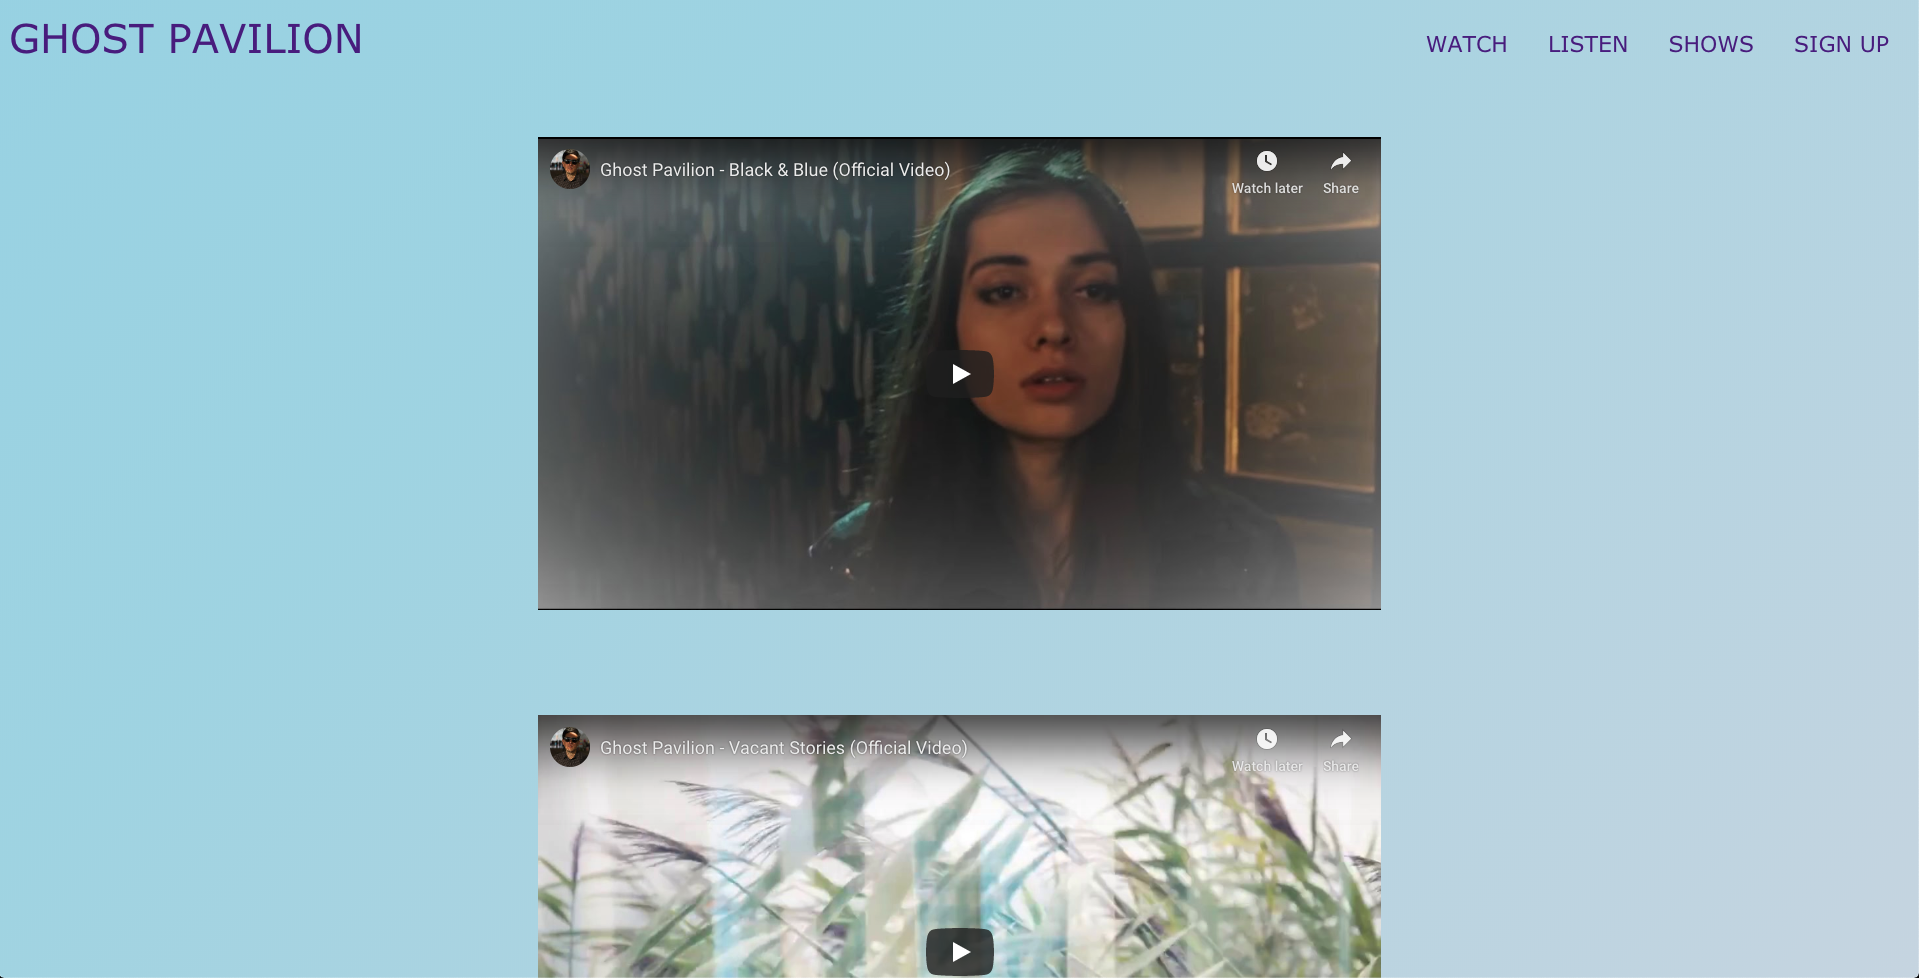 GHOST PAVILION
WATCH LISTEN SHOWS SIGN UP
Ghost Pavilion - Black & Blue (Official Video)
Watch later Share
Ghost Pavilion - Vacant Stories (Official Video)
Watch later Share